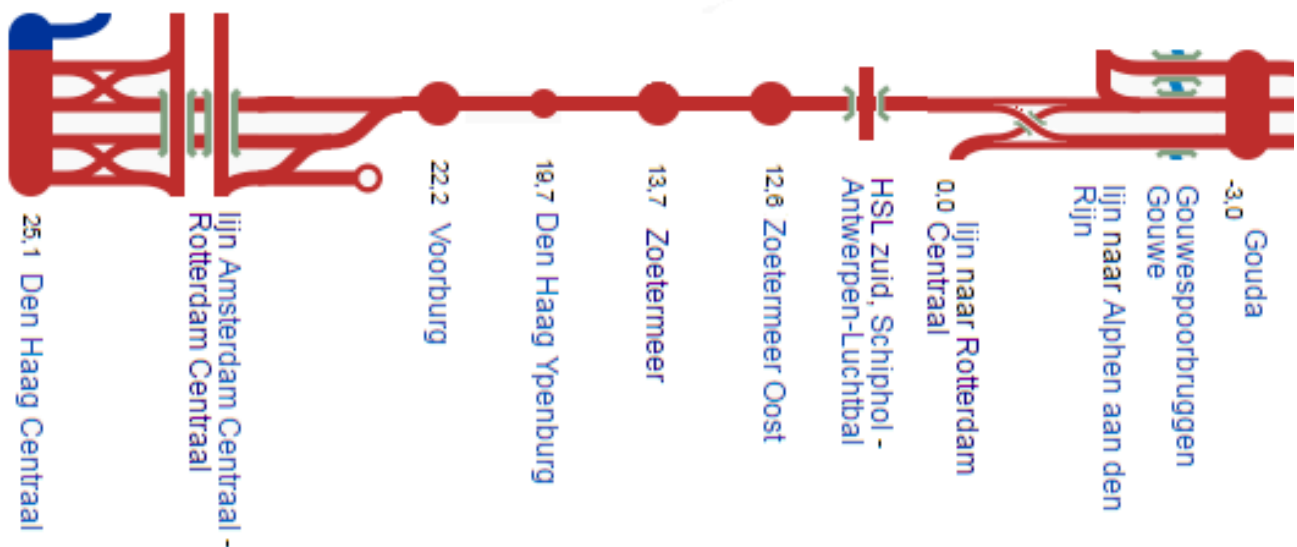 Gouda
-3,0
Gouwespoorbruggen
Gouwe
lijn naar Alphen aan den
Rijn
lijn naar Rotterdam
0,0 Centraal
HSL zuid, Schiphol -
Antwerpen-Luchtbal
12,6 Zoetermeer Oost
13,7 Zoetermeer
19,7 Den Haag Ypenburg
22,2 Voorburg
lijn Amsterdam Centraal -
Rotterdam Centraal
25,1 Den Haag Centraal